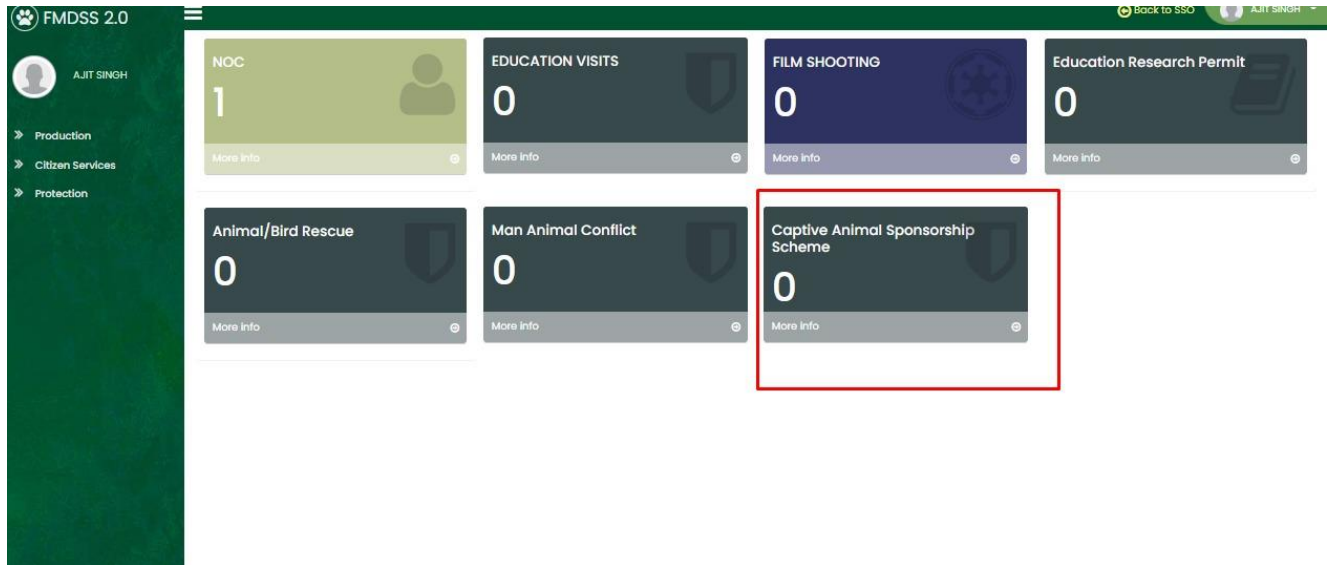 FMDSS 2.0
Back to SSO
AJIT SINGH
AJIT SINGH
Production
Citizen Services
Protection
NOC
1
More info
EDUCATION VISITS
0
More info
FILM SHOOTING
0
More info
Education Research Permit
0
More info
Animal/Bird Rescue
0
More info
Man Animal Conflict
0
More info
Captive Animal Sponsorship
Scheme
0
More info